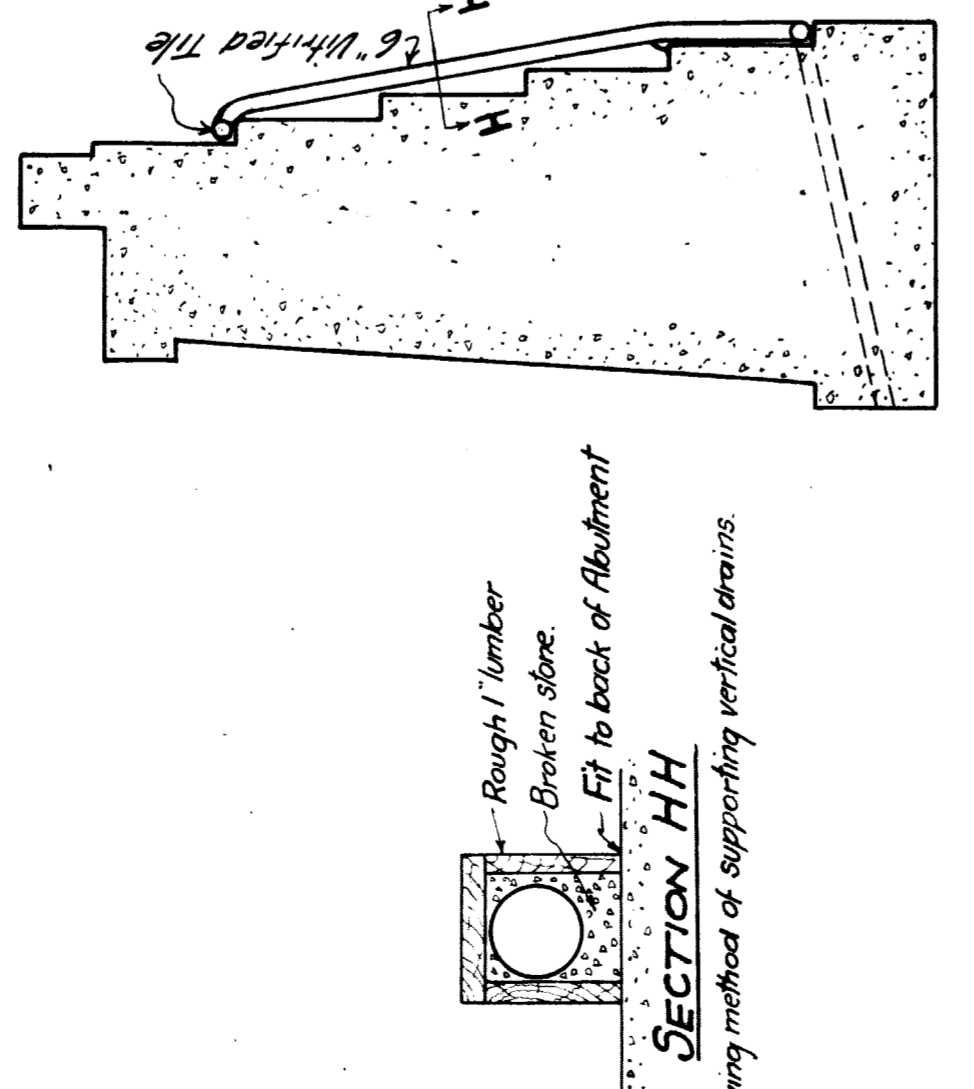 6" Vitrified Tile
H
H
Rough 1" lumber
Broken stone.
Fit to back of Abutment
SECTION HH
method of supporting vertical drains.